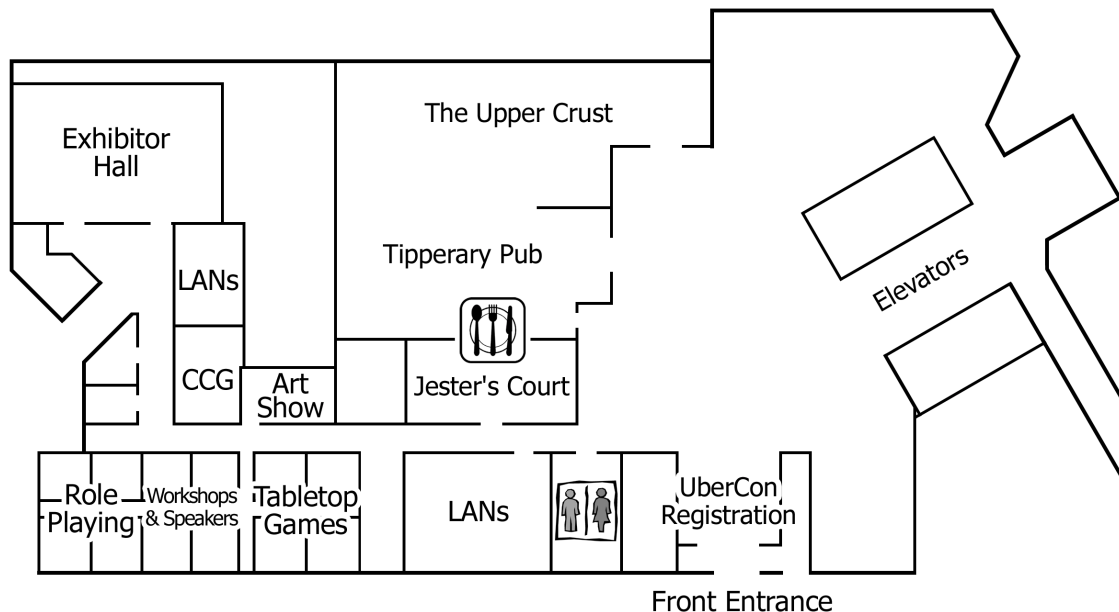 The Upper Crust
Exhibitor
Hall
Tipperary Pub
LANs
Elevators
CCG
Art
Show
Jester's Court
Role
Playing
Workshops
& Speakers
Tabletop
Games
LANs
UberCon
Registration
Front Entrance